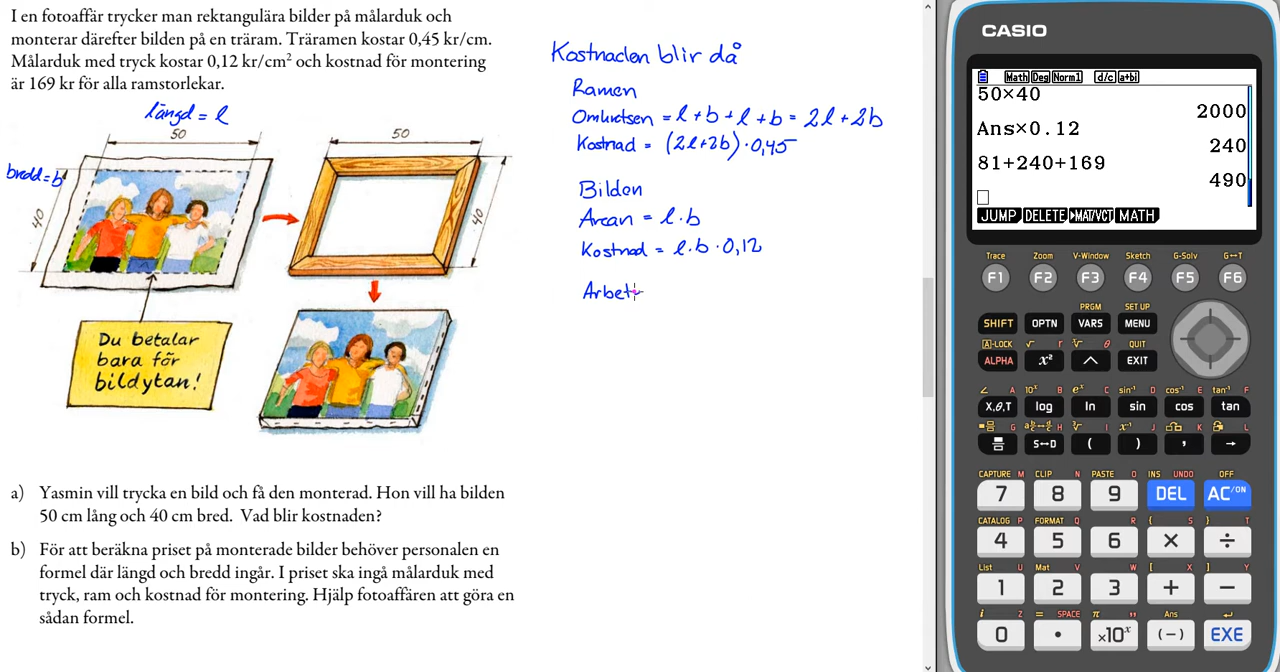 I en fotoaffär trycker man rektangulära bilder på målarduk och
monterar därefter bilden på en träram. Träramen kostar 0,45 kr/cm.
Målarduk med tryck kostar 0,12 kr/cm² och kostnad för montering
är 169 kr för alla ramstorlekar.
längd = l
50
50
bredd=b
40
40
Du betalar
bara för
bildytan!
a) Yasmin vill trycka en bild och få den monterad. Hon vill ha bilden
50 cm lång och 40 cm bred. Vad blir kostnaden?
b) För att beräkna priset på monterade bilder behöver personalen en
formel där längd och bredd ingår. I priset ska ingå målarduk med
tryck, ram och kostnad för montering. Hjälp fotoaffären att göra en
sådan formel.
Kostnaden blir då
Ramen
Omkretsen = l + b + l + b = 2l + 2b
Kostnad = (2l+2b)·0,45
Bilden
Arean = l·b
Kostnad = l·b·0,12
Arbet
CASIO
Math Deg Norm1 d/c a+bi
50×40
2000
Ans×0.12
240
81+240+169
490
JUMP DELETE ▶MAT/VCT MATH
Trace Zoom V-Window Sketch G-Solv G↔T
F1 F2 F3 F4 F5 F6
PRGM SET UP
SHIFT OPTN VARS MENU
A-LOCK √ r ∛ θ QUIT
ALPHA x² ^ EXIT
∠ A 10ˣ B eˣ C sin⁻¹ D cos⁻¹ E tan⁻¹ F
X,θ,T log ln sin cos tan
G H I x⁻¹ J K L
S↔D ( ) , →
CAPTURE M CLIP N PASTE O INS UNDO OFF
7 8 9 DEL AC/ON
CATALOG P FORMAT Q R { S } T
4 5 6 × ÷
List U Mat V W [ X ] Y
1 2 3 + −
i Z = SPACE π " Ans
0 . ×10ˣ (−) EXE